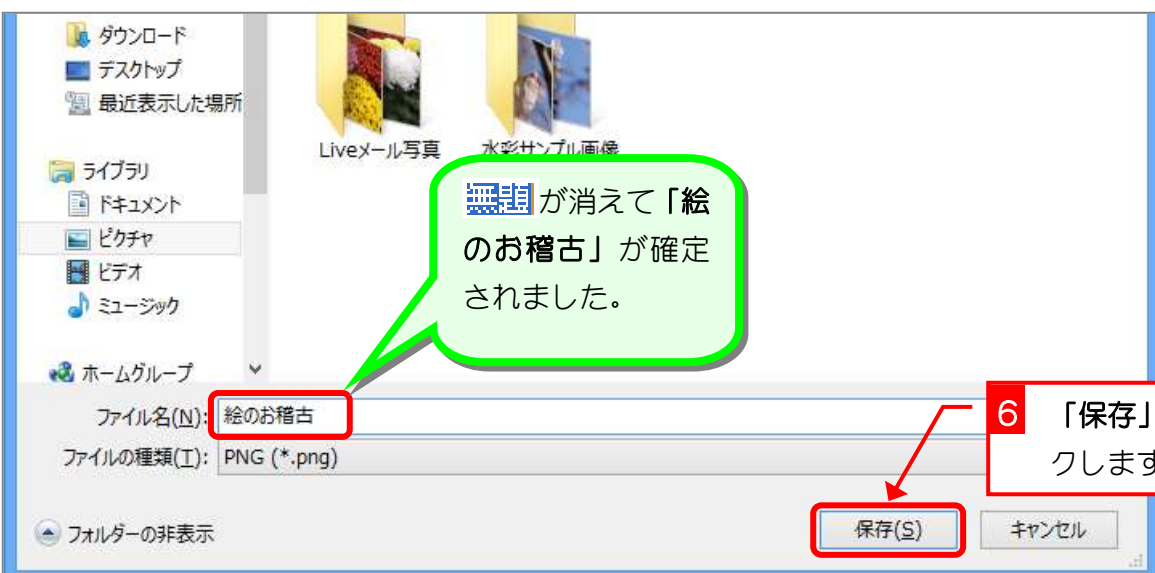 ダウンロード
デスクトップ
最近表示した場所
ライブラリ
ドキュメント
ピクチャ
ビデオ
ミュージック
ホームグループ
Liveメール写真
水彩サンプル画像
無題が消えて「絵
のお稽古」が確定
されました。
ファイル名(N): 絵のお稽古
ファイルの種類(T): PNG (*.png)
6 「保存」
クします
フォルダーの非表示
保存(S)
キャンセル